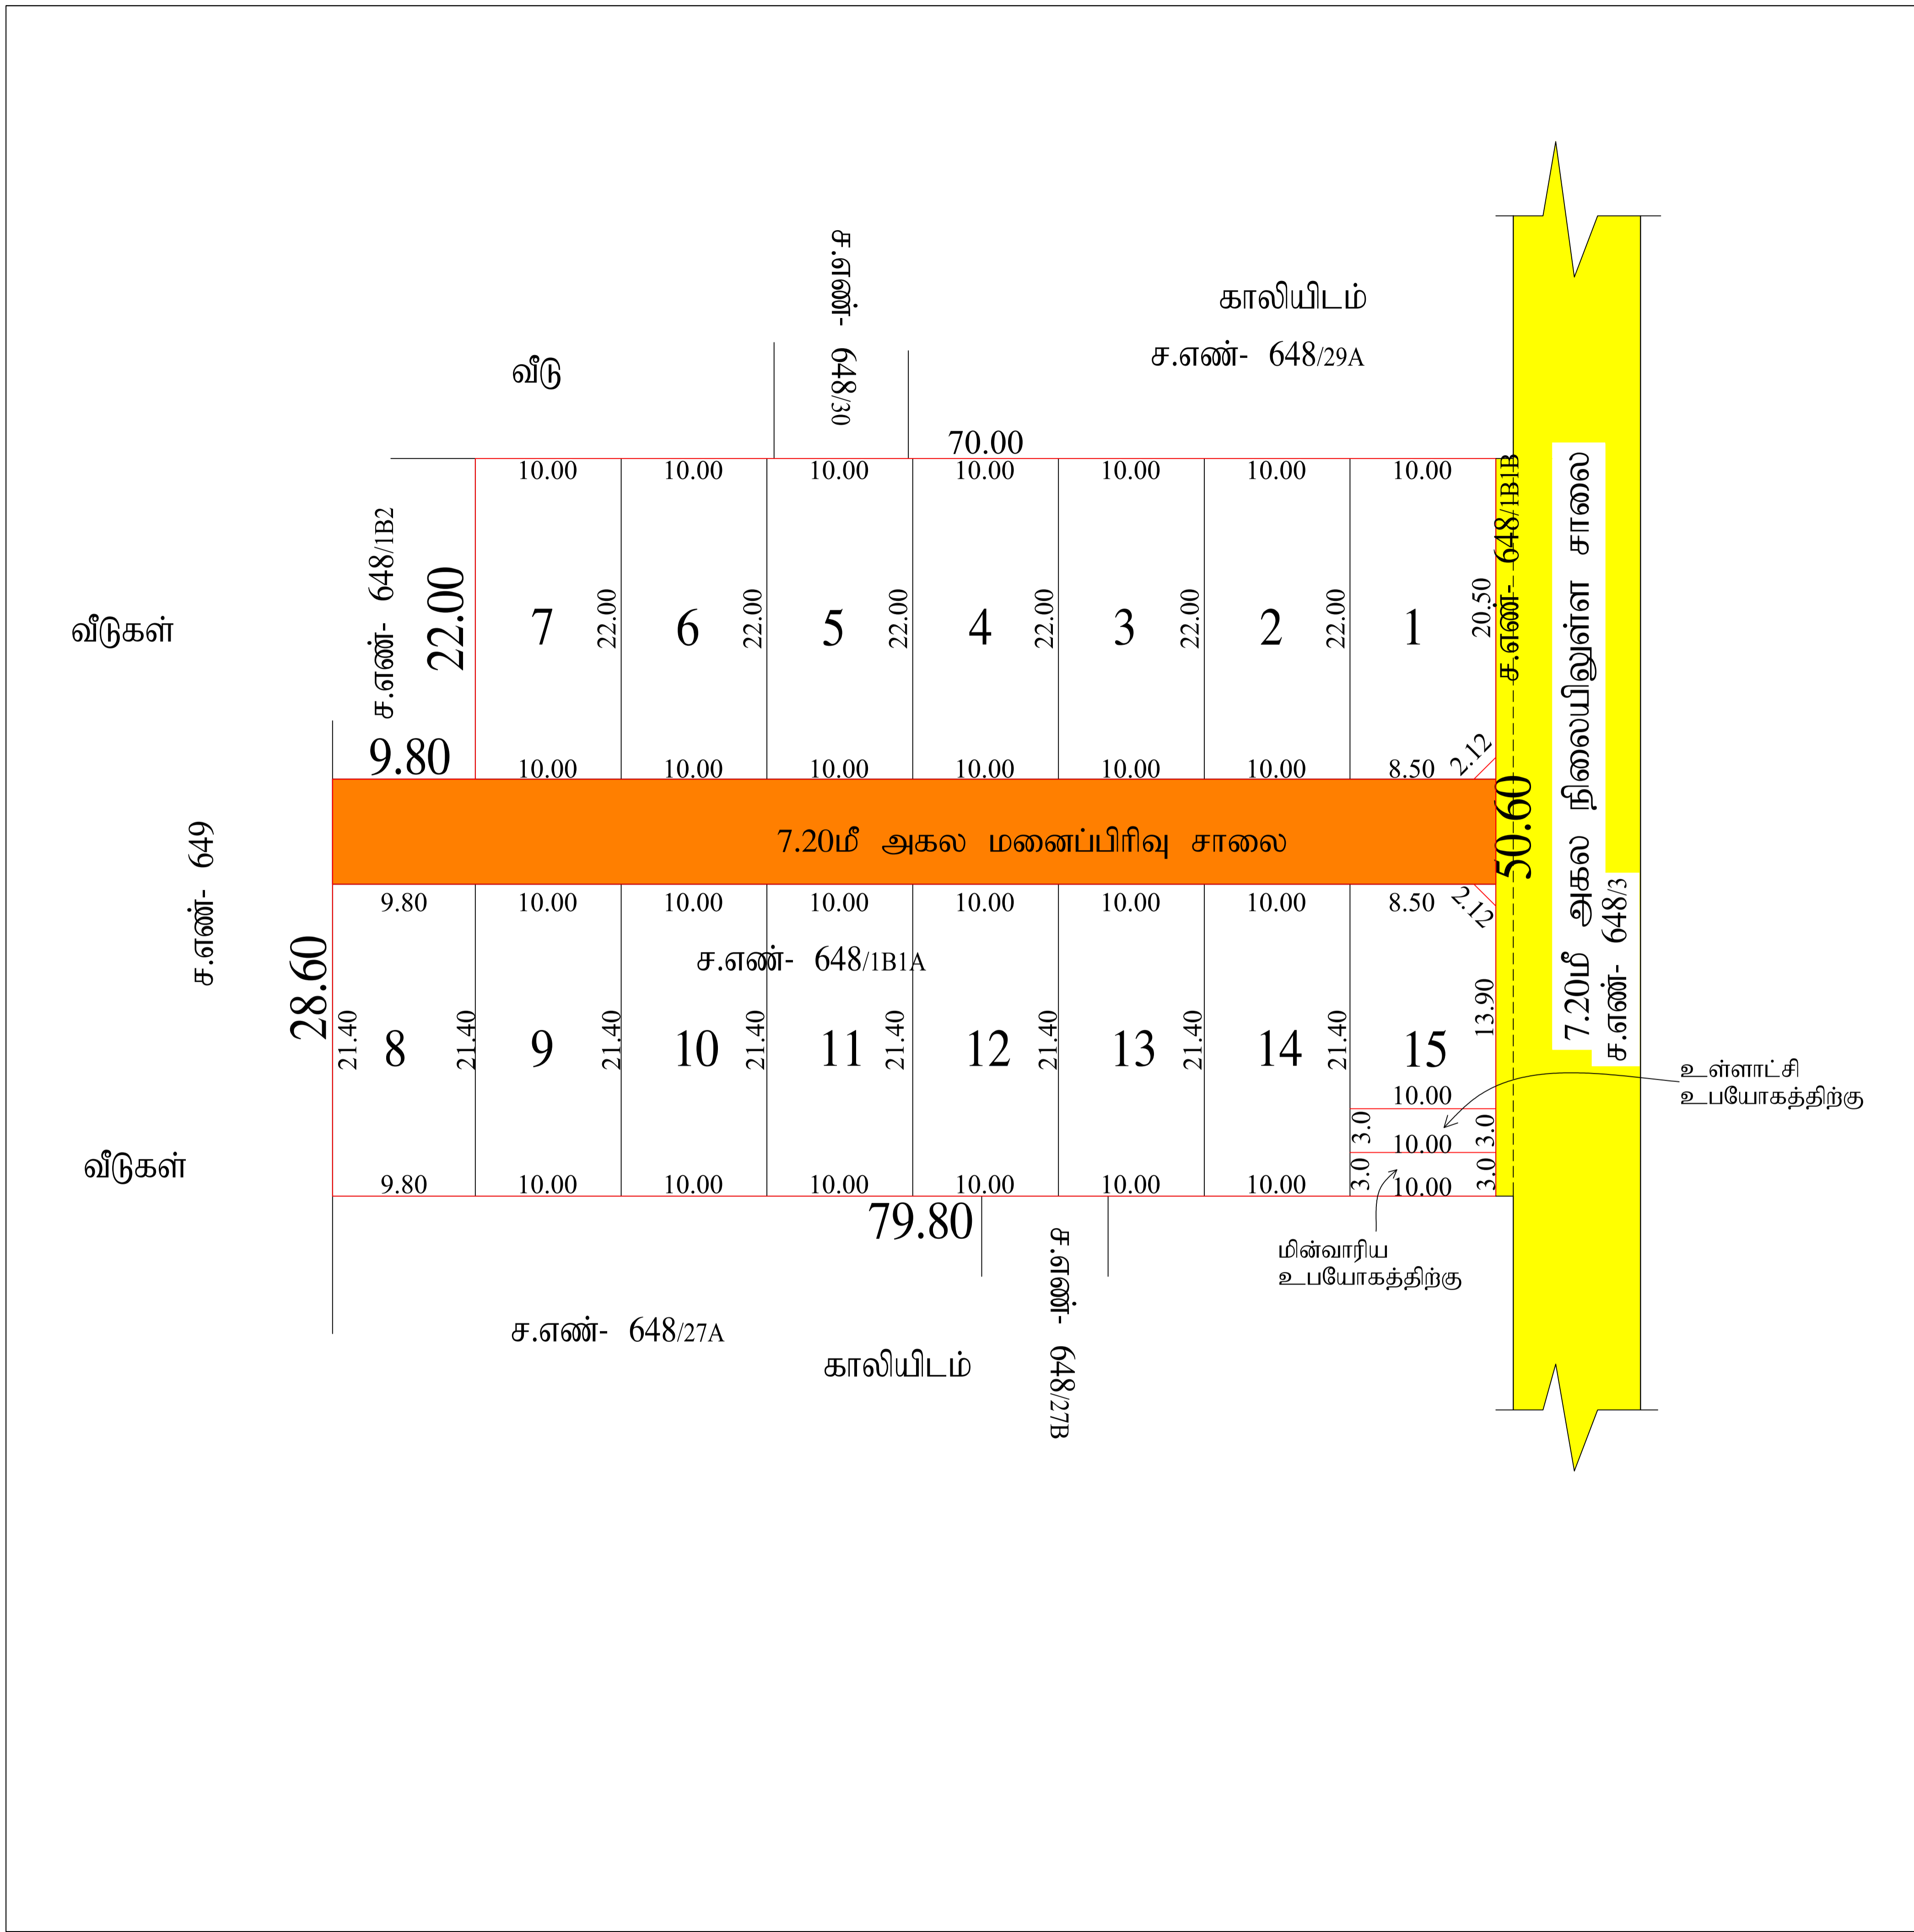 ச.எண்- 648/30
காலியிடம்
ச.எண்- 648/29A
வீடு
70.00
10.00 10.00 10.00 10.00 10.00 10.00 10.00
ச.எண்- 648/1B2
22.00
வீடுகள்
7 22.00 6 22.00 5 22.00 4 22.00 3 22.00 2 22.00 1 20.50
ச.எண்- 648/1B1B
7.20மீ அகல நிலையிலுள்ள சாலை
ச.எண்- 648/3
9.80
10.00 10.00 10.00 10.00 10.00 10.00 8.50 2.12
50.60
7.20மீ அகல மனைப்பிரிவு சாலை
ச.எண்- 649
9.80 10.00 10.00 10.00 10.00 10.00 10.00 8.50 2.12
ச.எண்- 648/1B1A
28.60
21.40 8 21.40 9 21.40 10 21.40 11 21.40 12 21.40 13 21.40 14 21.40 15 13.90
உள்ளாட்சி
உபயோகத்திற்கு
10.00
3.0 10.00 3.0
3.0 10.00 3.0
வீடுகள்
9.80 10.00 10.00 10.00 10.00 10.00 10.00
79.80
மின்வாரிய
உபயோகத்திற்கு
ச.எண்- 648/27A
காலியிடம்
ச.எண்- 648/27B